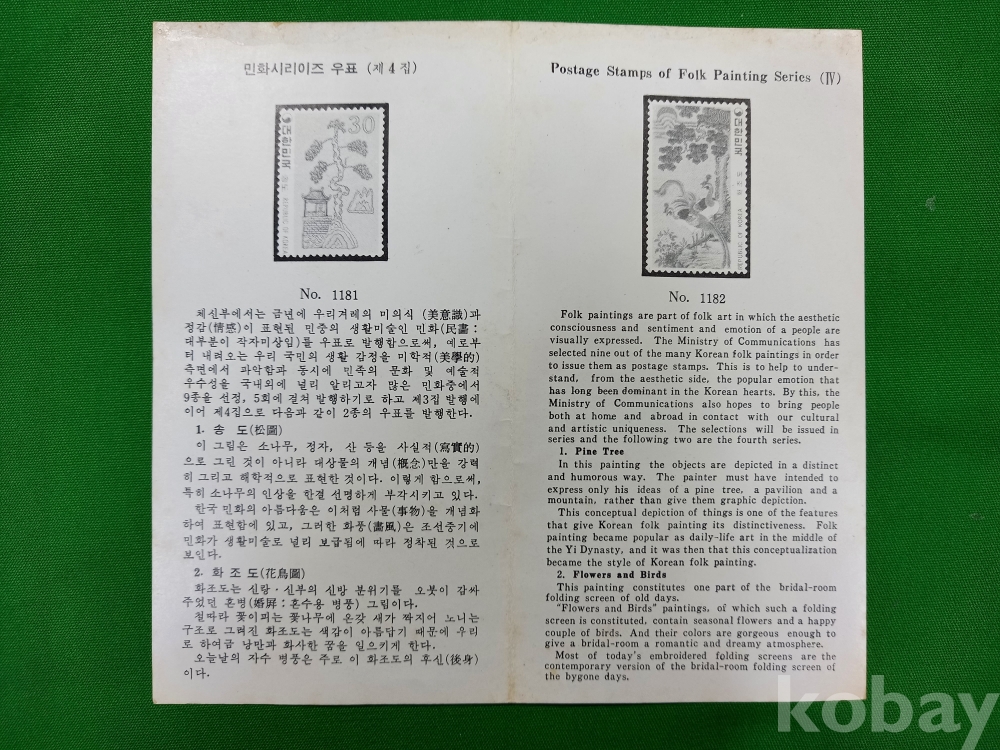 민화시리이즈 우표 (제 4 집)
30
대한민국
No. 1181
체신부에서는 금년에 우리겨레의 미의식 (美意識)과
정감(情感)이 표현된 민중의 생활미술인 민화(民畫:
대부분이 작자미상임)를 우표로 발행함으로써, 예로부
터 내려오는 우리 국민의 생활 감정을 미학적(美學的)
측면에서 파악함과 동시에 민족의 문화 및 예술적
우수성을 국내외에 널리 알리고자 많은 민화중에서
9종을 선정, 5회에 걸쳐 발행하기로 하고 제3집 발행에
이어 제4집으로 다음과 같이 2종의 우표를 발행한다.
1. 송 도(松圖)
이 그림은 소나무, 정자, 산 등을 사실적(寫實的)
으로 그린 것이 아니라 대상물의 개념(槪念)만을 강력
히 그리고 해학적으로 표현한 것이다. 이렇게 함으로써,
특히 소나무의 인상을 한결 선명하게 부각시키고 있다.
한국 민화의 아름다움은 이처럼 사물(事物)을 개념화
하여 표현함에 있고, 그러한 화풍(畵風)은 조선중기에
민화가 생활미술로 널리 보급됨에 따라 정착된 것으로
보인다.
2. 화 조 도(花鳥圖)
화조도는 신랑·신부의 신방 분위기를 오붓이 감싸
주었던 혼병(婚屛: 혼수용 병풍) 그림이다.
철따라 꽃이피는 꽃나무에 온갖 새가 짝지어 노니는
구조로 그려진 화조도는 색감이 아름답기 때문에 우리
로 하여금 낭만과 화사한 꿈을 일으키게 한다.
오늘날의 자수 병풍은 주로 이 화조도의 후신(後身)
이다.
Postage Stamps of Folk Painting Series (Ⅳ)
대한민국
REPUBLIC OF KOREA
No. 1182
Folk paintings are part of folk art in which the aesthetic
consciousness and sentiment and emotion of a people are
visually expressed. The Ministry of Communications has
selected nine out of the many Korean folk paintings in order
to issue them as postage stamps. This is to help to under-
stand, from the aesthetic side, the popular emotion that
has long been dominant in the Korean hearts. By this, the
Ministry of Communications also hopes to bring people
both at home and abroad in contact with our cultural
and artistic uniqueness. The selections will be issued in
series and the following two are the fourth series.
1. Pine Tree
In this painting the objects are depicted in a distinct
and humorous way. The painter must have intended to
express only his ideas of a pine tree, a pavilion and a
mountain, rather than give them graphic depiction.
This conceptual depiction of things is one of the features
that give Korean folk painting its distinctiveness. Folk
painting became popular as daily-life art in the middle of
the Yi Dynasty, and it was then that this conceptualization
became the style of Korean folk painting.
2. Flowers and Birds
This painting constitutes one part of the bridal-room
folding screen of old days.
"Flowers and Birds" paintings, of which such a folding
screen is constituted, contain seasonal flowers and a happy
couple of birds. And their colors are gorgeous enough to
give a bridal-room a romantic and dreamy atmosphere.
Most of today's embroidered folding screens are the
contemporary version of the bridal-room folding screen of
the bygone days.
kobay